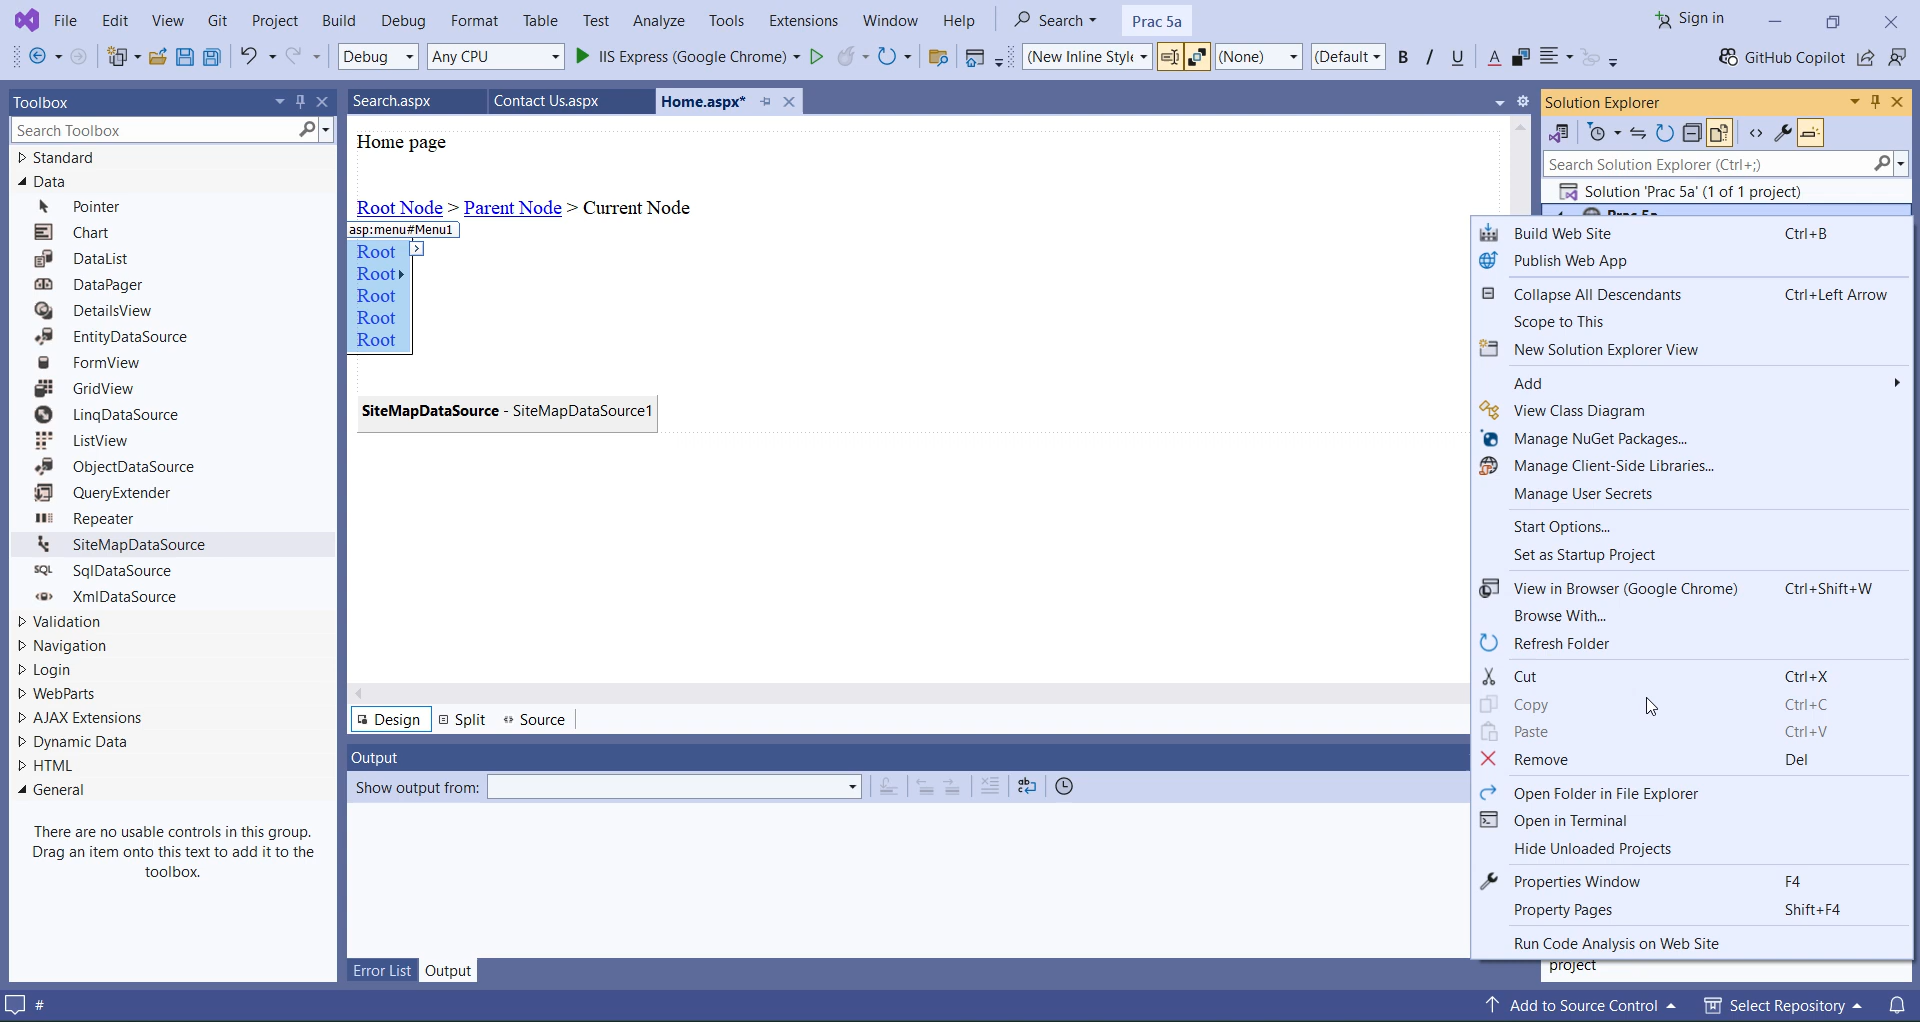 File Edit View Git Project Build Debug Format Table Test Analyze Tools Extensions Window Help Search Prac 5a Sign in
Debug Any CPU IIS Express (Google Chrome) (New Inline Style (None) (Default B I U A GitHub Copilot
Toolbox
Search Toolbox
Standard
Data
Pointer
Chart
DataList
DataPager
DetailsView
EntityDataSource
FormView
GridView
LinqDataSource
ListView
ObjectDataSource
QueryExtender
Repeater
SiteMapDataSource
SQL SqlDataSource
XmlDataSource
Validation
Navigation
Login
WebParts
AJAX Extensions
Dynamic Data
HTML
General
There are no usable controls in this group.
Drag an item onto this text to add it to the
toolbox.
Search.aspx Contact Us.aspx Home.aspx*
Home page
Root Node > Parent Node > Current Node
asp:menu#Menu1
Root
Root
Root
Root
Root
SiteMapDataSource - SiteMapDataSource1
Design Split Source
Output
Show output from:
Error List Output
Solution Explorer
Search Solution Explorer (Ctrl+;)
Solution 'Prac 5a' (1 of 1 project)
Prac 5a
Build Web Site Ctrl+B
Publish Web App
Collapse All Descendants Ctrl+Left Arrow
Scope to This
New Solution Explorer View
Add
View Class Diagram
Manage NuGet Packages...
Manage Client-Side Libraries...
Manage User Secrets
Start Options...
Set as Startup Project
View in Browser (Google Chrome) Ctrl+Shift+W
Browse With...
Refresh Folder
Cut Ctrl+X
Copy Ctrl+C
Paste Ctrl+V
Remove Del
Open Folder in File Explorer
Open in Terminal
Hide Unloaded Projects
Properties Window F4
Property Pages Shift+F4
Run Code Analysis on Web Site
project
# Add to Source Control Select Repository